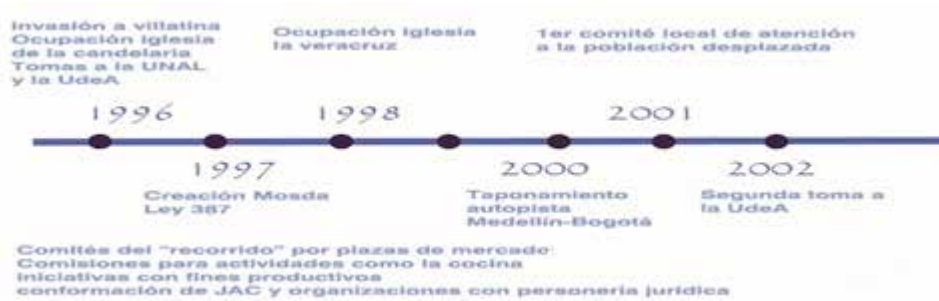 Invasión a villatina
Ocupación iglesia
de la candelaria
Tomas a la UNAL
y la UdeA
Ocupación iglesia
la veracruz
1er comité local de atención
a la población desplazada
1996
1998
2001
1997
2000
2002
Creación Mosda
Ley 387
Taponamiento
autopista
Medellín-Bogotá
Segunda toma a
la UdeA
Comités del "recorrido" por plazas de mercado:
Comisiones para actividades como la cocina
iniciativas con fines productivos
conformación de JAC y organizaciones con personería jurídica